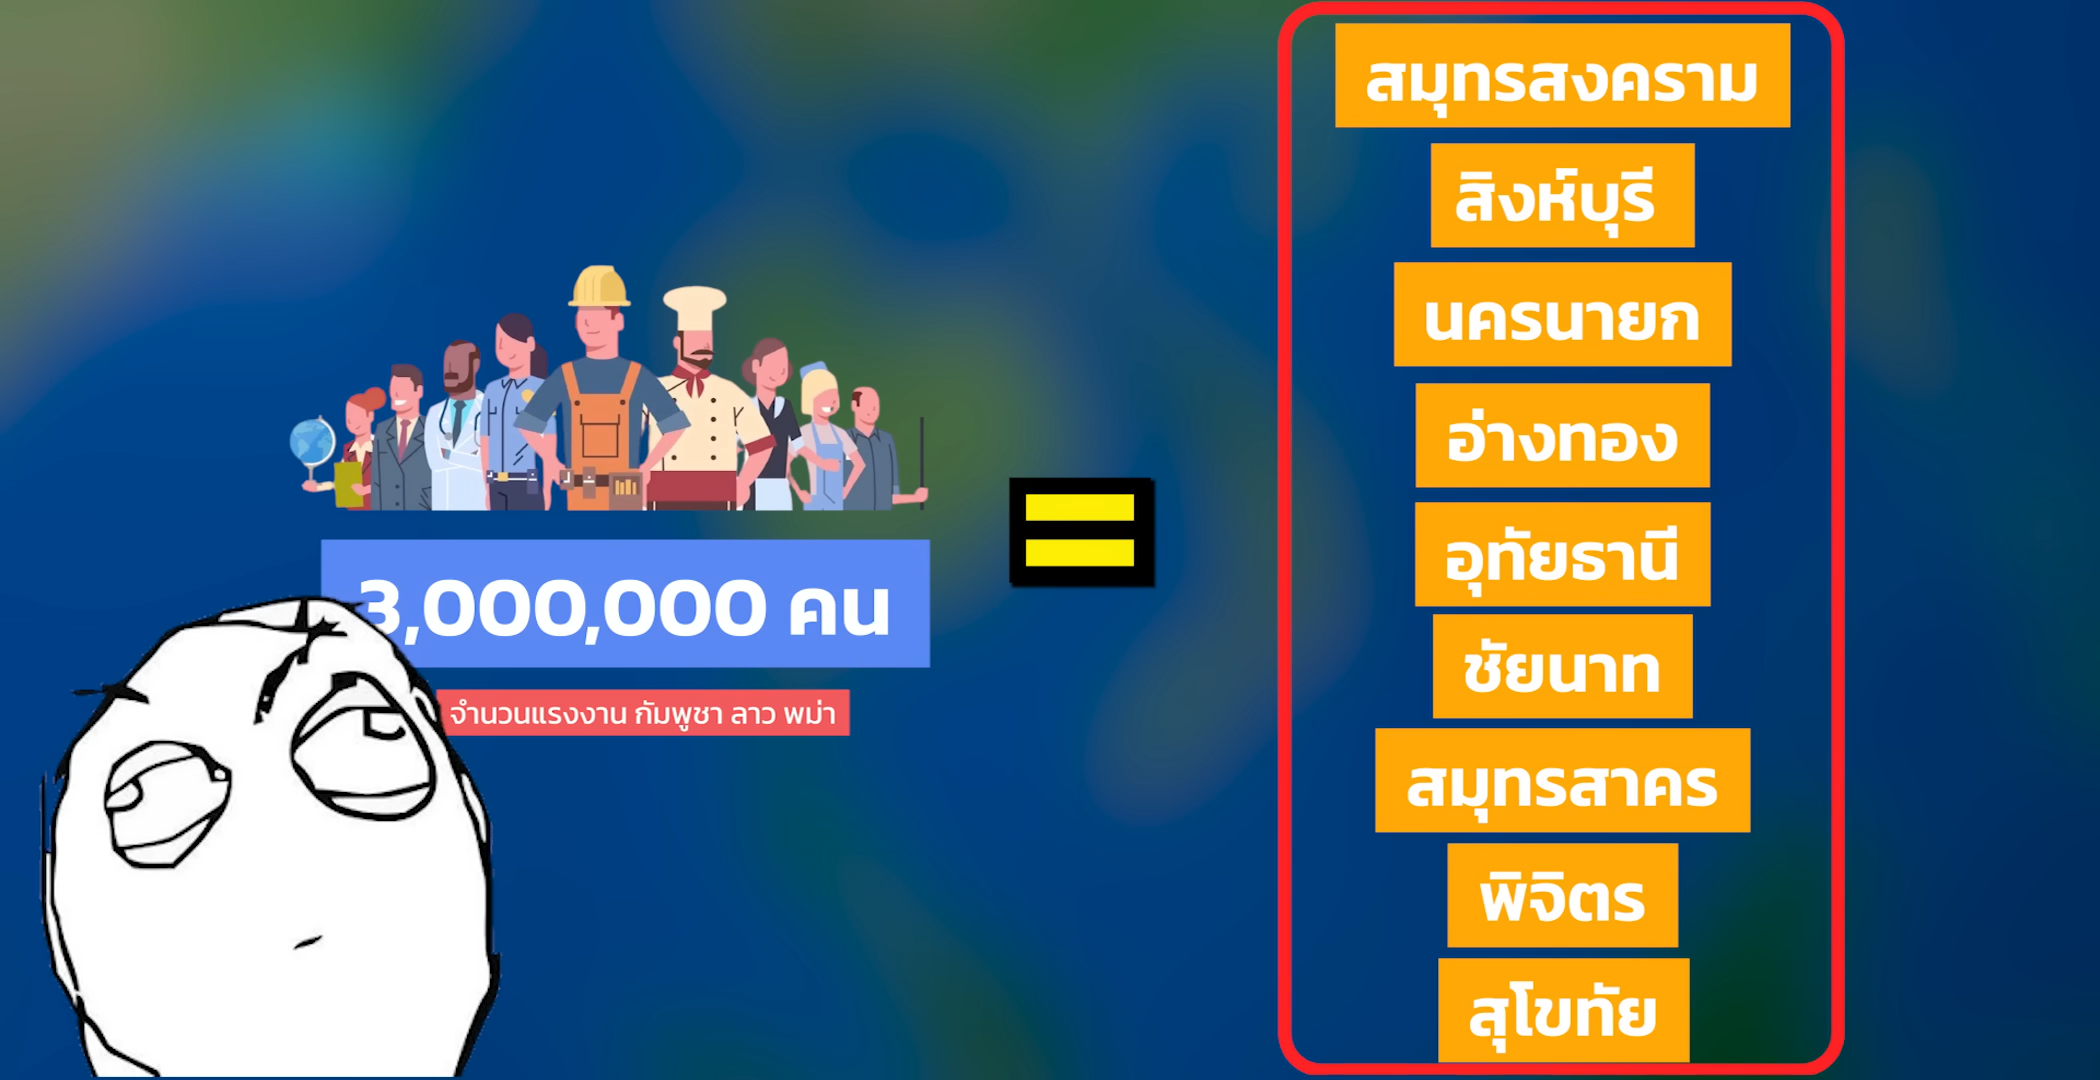 3,000,000 คน
จำนวนแรงงาน กัมพูชา ลาว พม่า
=
สมุทรสงคราม
สิงห์บุรี
นครนายก
อ่างทอง
อุทัยธานี
ชัยนาท
สมุทรสาคร
พิจิตร
สุโขทัย